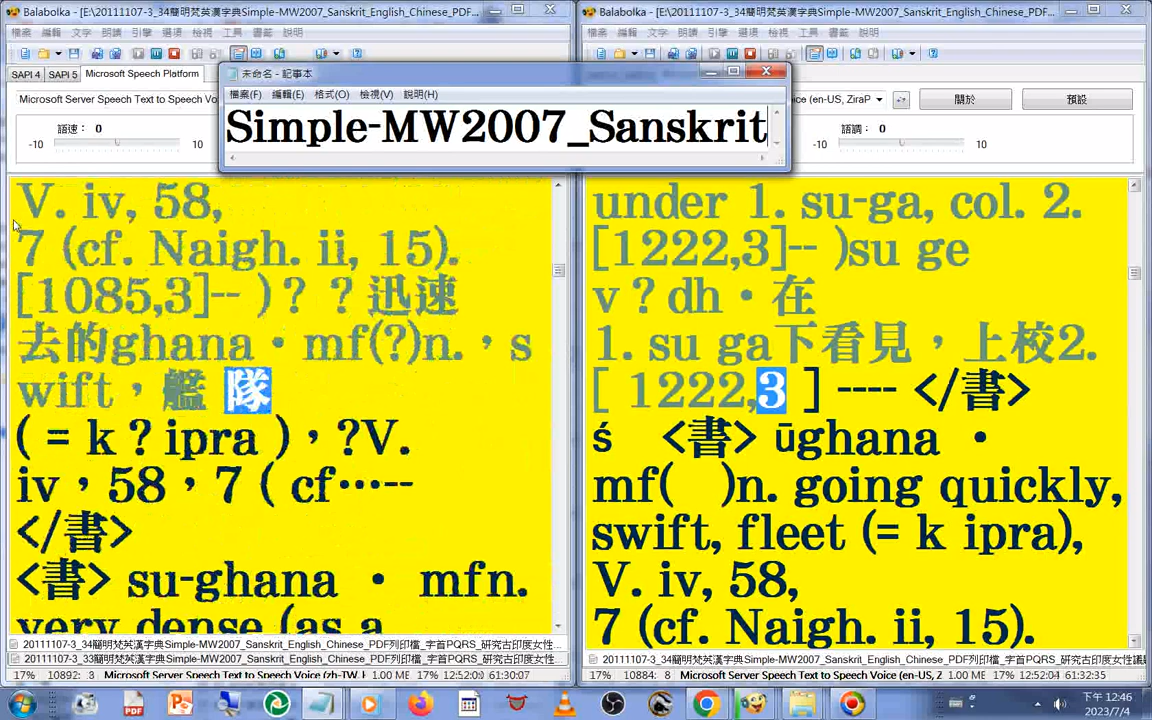 Balabolka - [E:\20111107-3_34簡明梵英漢字典Simple-MW2007_Sanskrit_English_Chinese_PDF...
檔案 編輯 文字 朗讀 引擎 選項 檢視 工具 書籤 說明
SAPI 4 SAPI 5 Microsoft Speech Platform
Microsoft Server Speech Text to Speech Vo
語速： 0
-10 10
未命名 - 記事本
檔案(F) 編輯(E) 格式(O) 檢視(V) 說明(H)
Simple-MW2007_Sanskrit
V. iv, 58,
7 (cf. Naigh. ii, 15).
[1085,3]-- )？ ？迅速
去的ghana・mf(?)n.，s
wift，艦 隊
( = k ? ipra )，?V.
iv，58，7 ( cf…--
</書>
<書> su-ghana ・ mfn.
very dense (as a
20111107-3_34簡明梵英漢字典Simple-MW2007_Sanskrit_English_Chinese_PDF列印檔_字首PQRS_研究古印度女性...
20111107-3_33簡明梵英漢字典Simple-MW2007_Sanskrit_English_Chinese_PDF列印檔_字首PQRS_研究古印度女性...
17% 10892: 3 Microsoft Server Speech Text to Speech Voice (zh-TW, 1.00 ME 17% 12:52:0 61:30:07
Balabolka - [E:\20111107-3_34簡明梵英漢字典Simple-MW2007_Sanskrit_English_Chinese_PDF...
檔案 編輯 文字 朗讀 引擎 選項 檢視 工具 書籤 說明
ice (en-US, ZiraP 關於 預設
語調： 0
-10 10
under 1. su-ga, col. 2.
[1222,3]-- )su ge
v ? dh・在
1. su ga下看見，上校2.
[ 1222,3 ] ---- </書>
ś <書> ūghana ・
mf( )n. going quickly,
swift, fleet (= k ipra),
V. iv, 58,
7 (cf. Naigh. ii, 15).
20111107-3_34簡明梵英漢字典Simple-MW2007_Sanskrit_English_Chinese_PDF列印檔_字首PQRS_研究古印度女性議
17% 10884: 8 Microsoft Server Speech Text to Speech Voice (en-US, Z 1.00 MB 17% 12:52:0 61:32:35
下午 12:46
2023/7/4